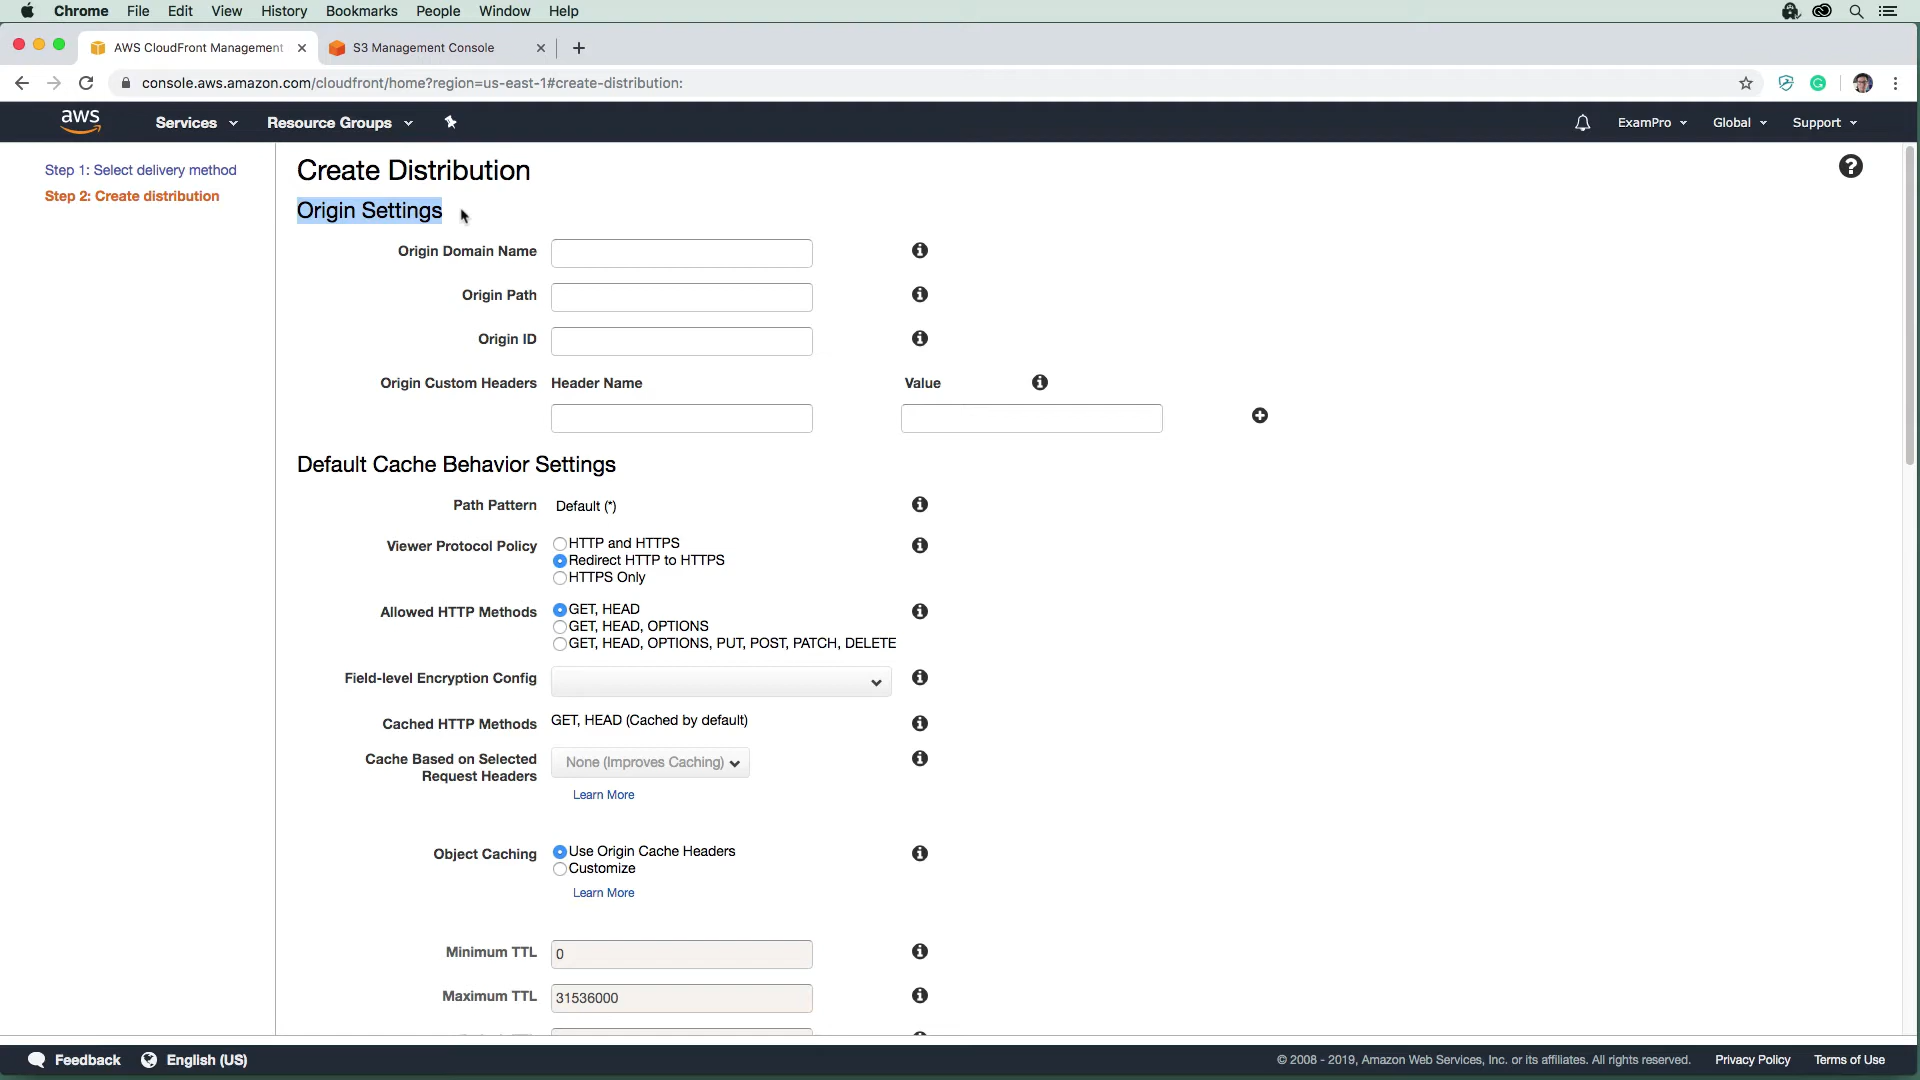 Chrome File Edit View History Bookmarks People Window Help
AWS CloudFront Management
S3 Management Console
console.aws.amazon.com/cloudfront/home?region=us-east-1#create-distribution:
aws Services Resource Groups ExamPro Global Support
Step 1: Select delivery method
Step 2: Create distribution
Create Distribution
Origin Settings
Origin Domain Name
Origin Path
Origin ID
Origin Custom Headers Header Name Value
Default Cache Behavior Settings
Path Pattern Default (*)
Viewer Protocol Policy HTTP and HTTPS
Redirect HTTP to HTTPS
HTTPS Only
Allowed HTTP Methods GET, HEAD
GET, HEAD, OPTIONS
GET, HEAD, OPTIONS, PUT, POST, PATCH, DELETE
Field-level Encryption Config
Cached HTTP Methods GET, HEAD (Cached by default)
Cache Based on Selected
Request Headers
None (Improves Caching)
Learn More
Object Caching Use Origin Cache Headers
Customize
Learn More
Minimum TTL 0
Maximum TTL 31536000
Feedback English (US) © 2008 - 2019, Amazon Web Services, Inc. or its affiliates. All rights reserved. Privacy Policy Terms of Use